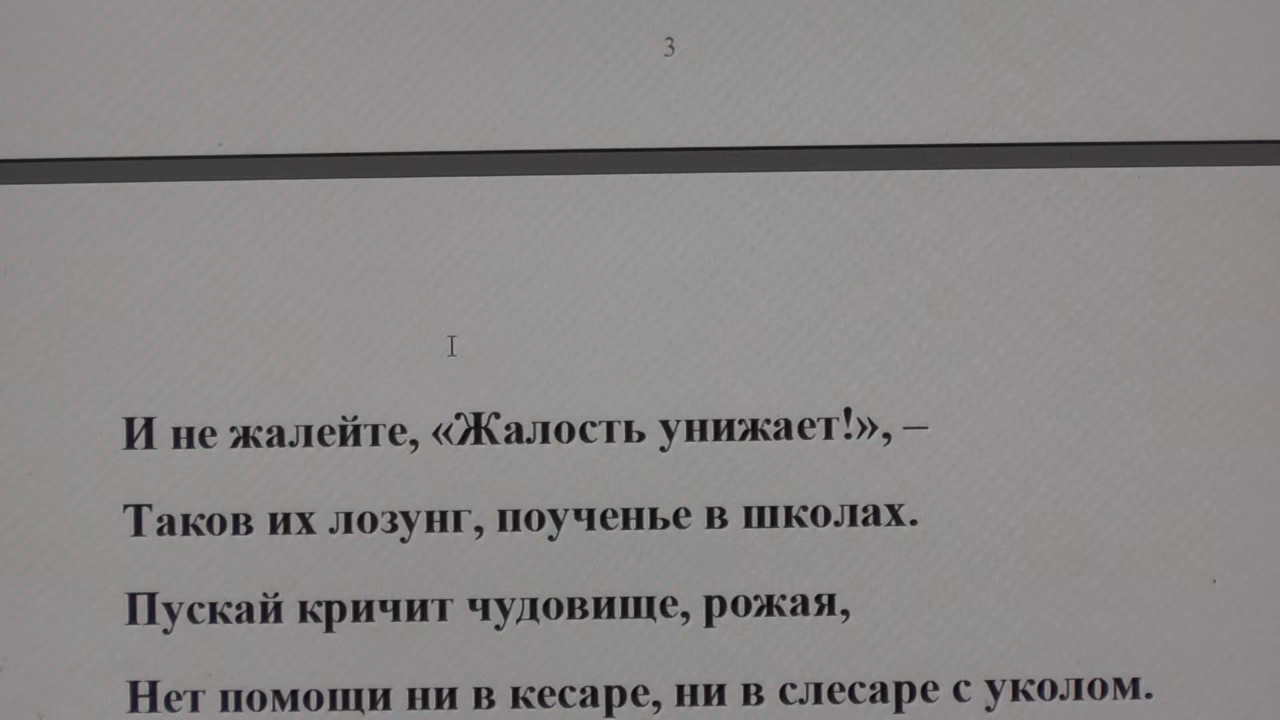 3
И не жалейте, «Жалость унижает!», –
Таков их лозунг, поученье в школах.
Пускай кричит чудовище, рожая,
Нет помощи ни в кесаре, ни в слесаре с уколом.